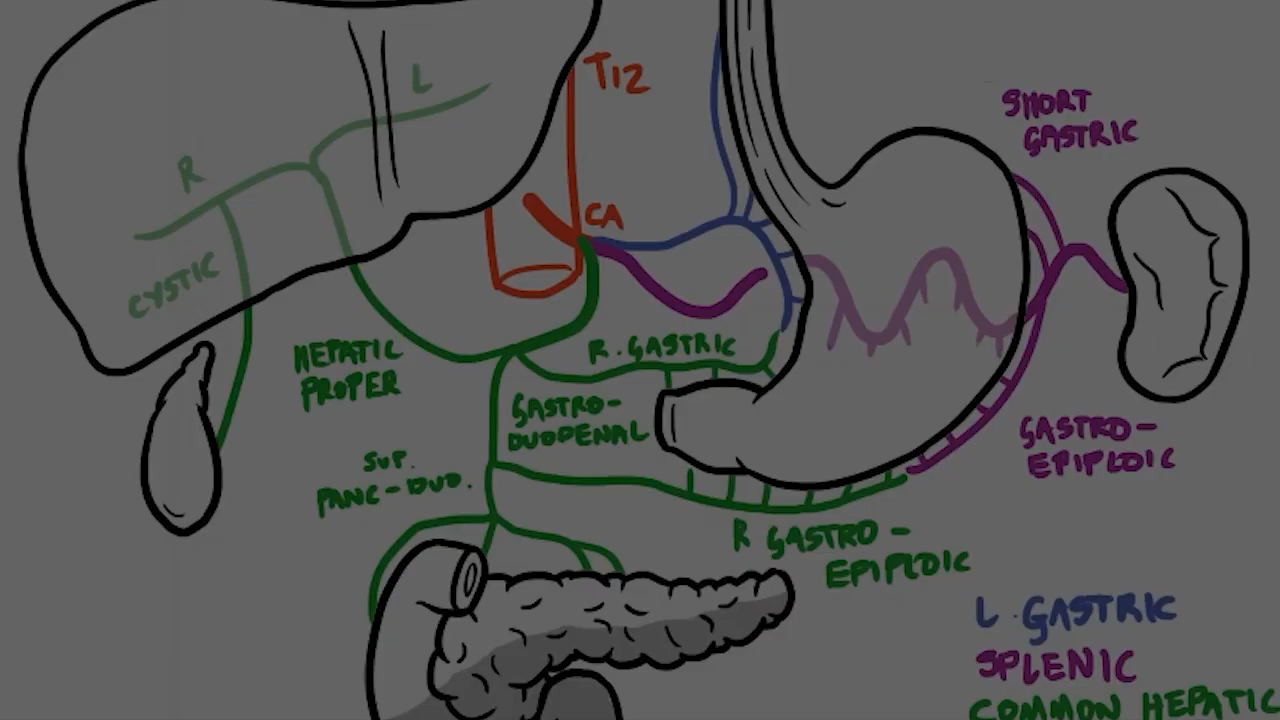 L
T12
SHORT
GASTRIC
R
CA
CYSTIC
HEPATIC
PROPER
R. GASTRIC
GASTRO-
DUODENAL
GASTRO-
EPIPLOIC
SUP.
PANC-DUO.
R GASTRO-
EPIPLOIC
L. GASTRIC
SPLENIC
COMMON HEPATIC